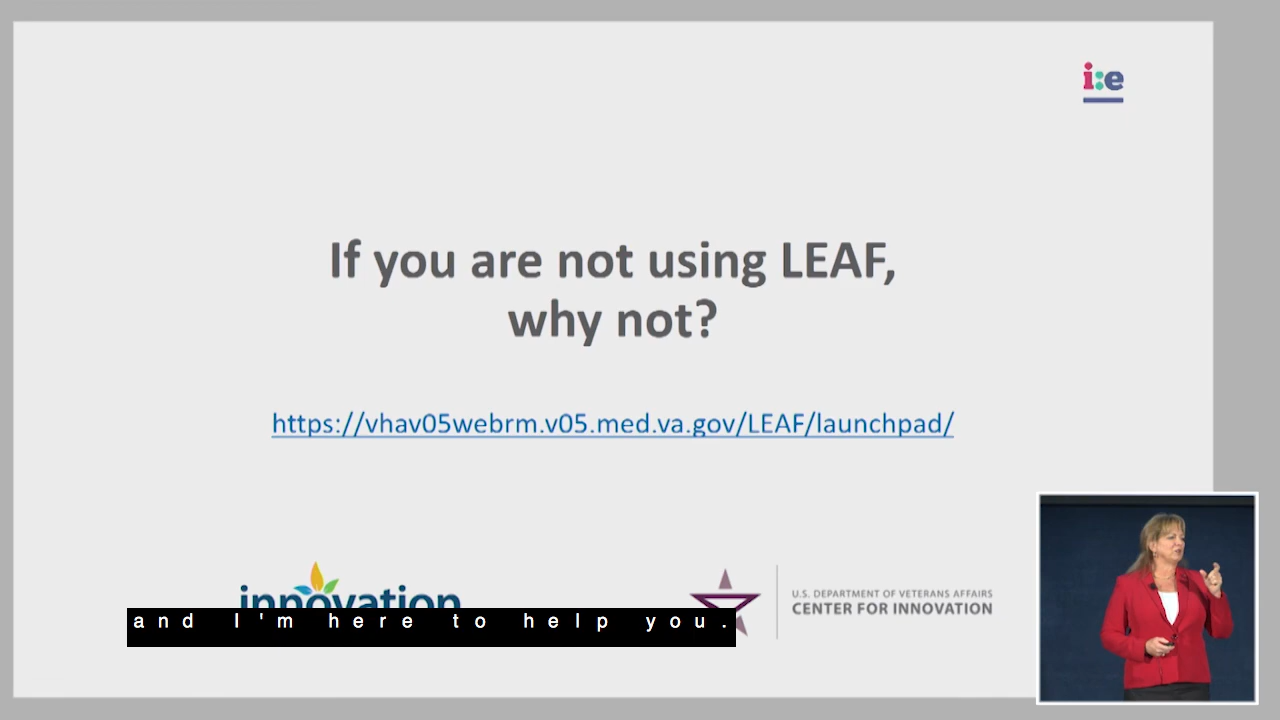 i:e
If you are not using LEAF,
why not?
https://vhav05webrm.v05.med.va.gov/LEAF/launchpad/
innovation
U.S. DEPARTMENT OF VETERANS AFFAIRS
CENTER FOR INNOVATION
and I'm here to help you.